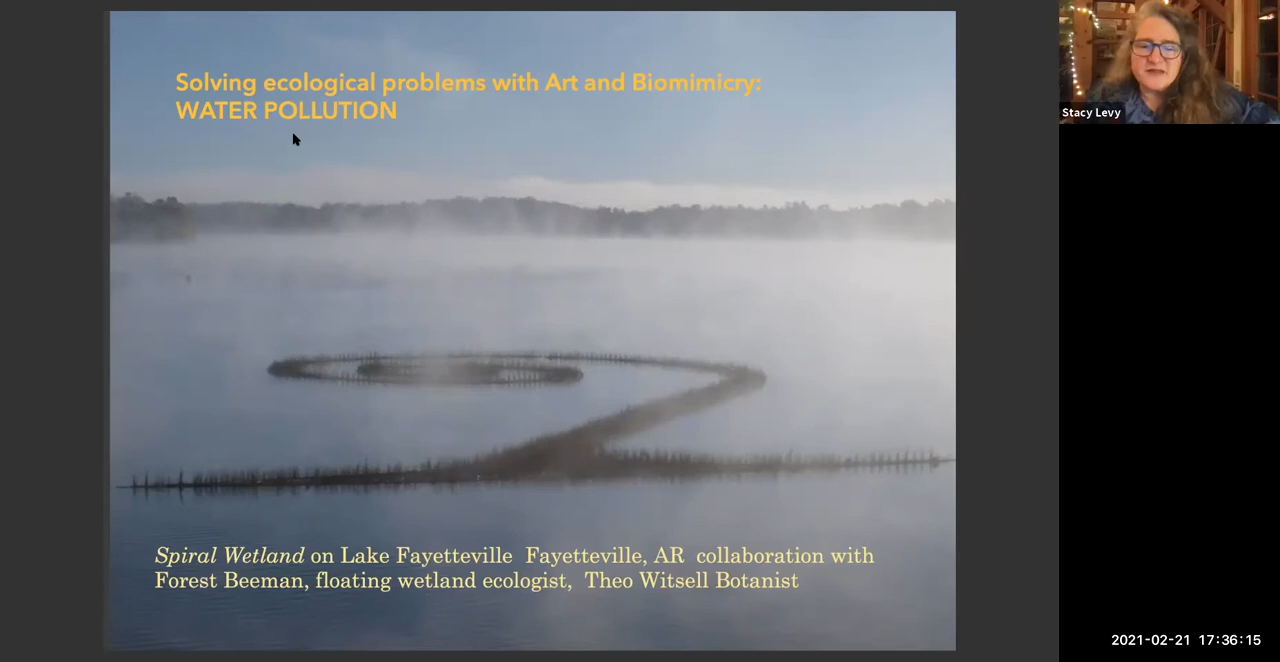 Solving ecological problems with Art and Biomimicry:
WATER POLLUTION
Stacy Levy
Spiral Wetland on Lake Fayetteville Fayetteville, AR collaboration with
Forest Beeman, floating wetland ecologist, Theo Witsell Botanist
2021-02-21 17:36:15